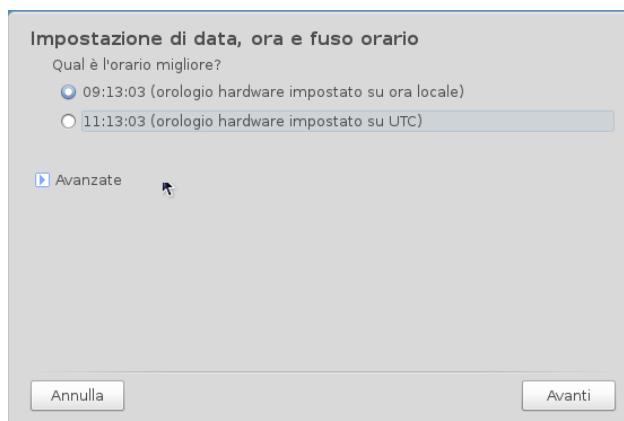 Impostazione di data, ora e fuso orario
Qual è l'orario migliore?
09:13:03 (orologio hardware impostato su ora locale)
11:13:03 (orologio hardware impostato su UTC)
Avanzate
Annulla
Avanti